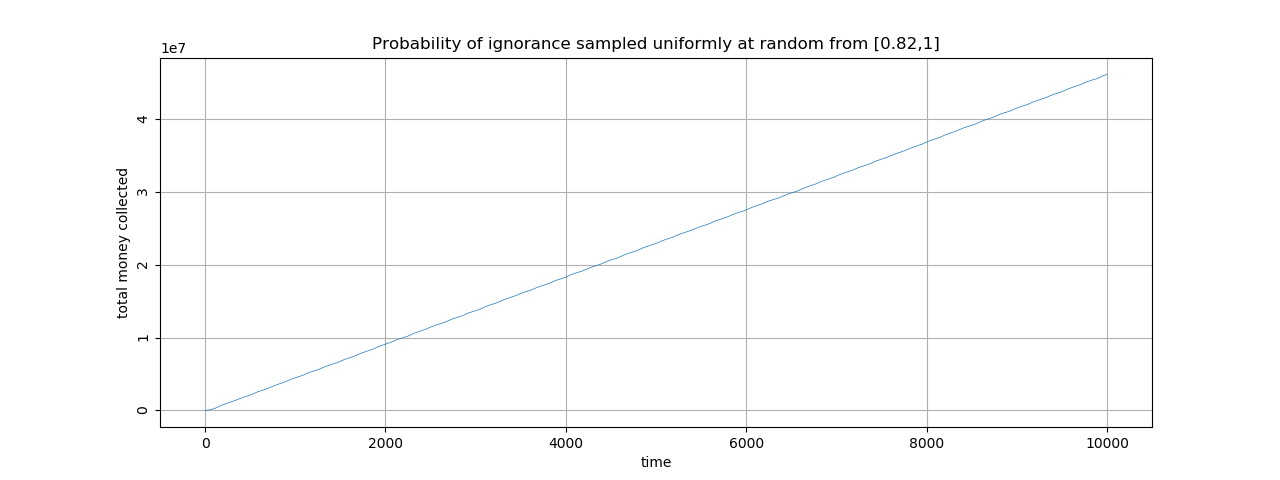 Probability of ignorance sampled uniformly at random from [0.82,1]
1e7
total money collected
4
3
2
1
0
0 2000 4000 6000 8000 10000
time